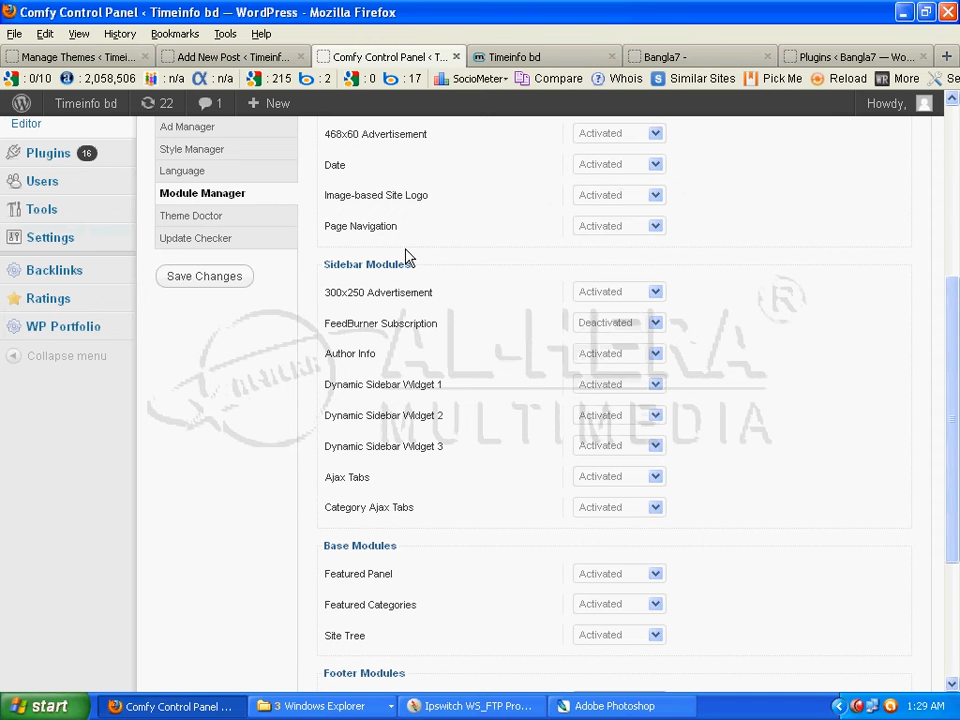 Comfy Control Panel ‹ Timeinfo bd — WordPress - Mozilla Firefox
File Edit View History Bookmarks Tools Help
Manage Themes ‹ Timei...
Add New Post ‹ Timeinf...
Comfy Control Panel ‹ T...
Timeinfo bd
Bangla7 -
Plugins ‹ Bangla7 — Wo...
: 0/10 : 2,058,506 : n/a : n/a : 215 : 2 : 0 : 17 SocioMeter Compare Whois Similar Sites Pick Me Reload More Se
Timeinfo bd 22 1 New Howdy,
Editor
Plugins 16
Users
Tools
Settings
Backlinks
Ratings
WP Portfolio
Collapse menu
Ad Manager
Style Manager
Language
Module Manager
Theme Doctor
Update Checker
Save Changes
468x60 Advertisement Activated
Date Activated
Image-based Site Logo Activated
Page Navigation Activated
Sidebar Modules
300x250 Advertisement Activated
FeedBurner Subscription Deactivated
Author Info Activated
Dynamic Sidebar Widget 1 Activated
Dynamic Sidebar Widget 2 Activated
Dynamic Sidebar Widget 3 Activated
Ajax Tabs Activated
Category Ajax Tabs Activated
Base Modules
Featured Panel Activated
Featured Categories Activated
Site Tree Activated
Footer Modules
AL-HERA
AL-HERA ®
MULTIMEDIA
start Comfy Control Panel ... 3 Windows Explorer Ipswitch WS_FTP Pro... Adobe Photoshop 1:29 AM